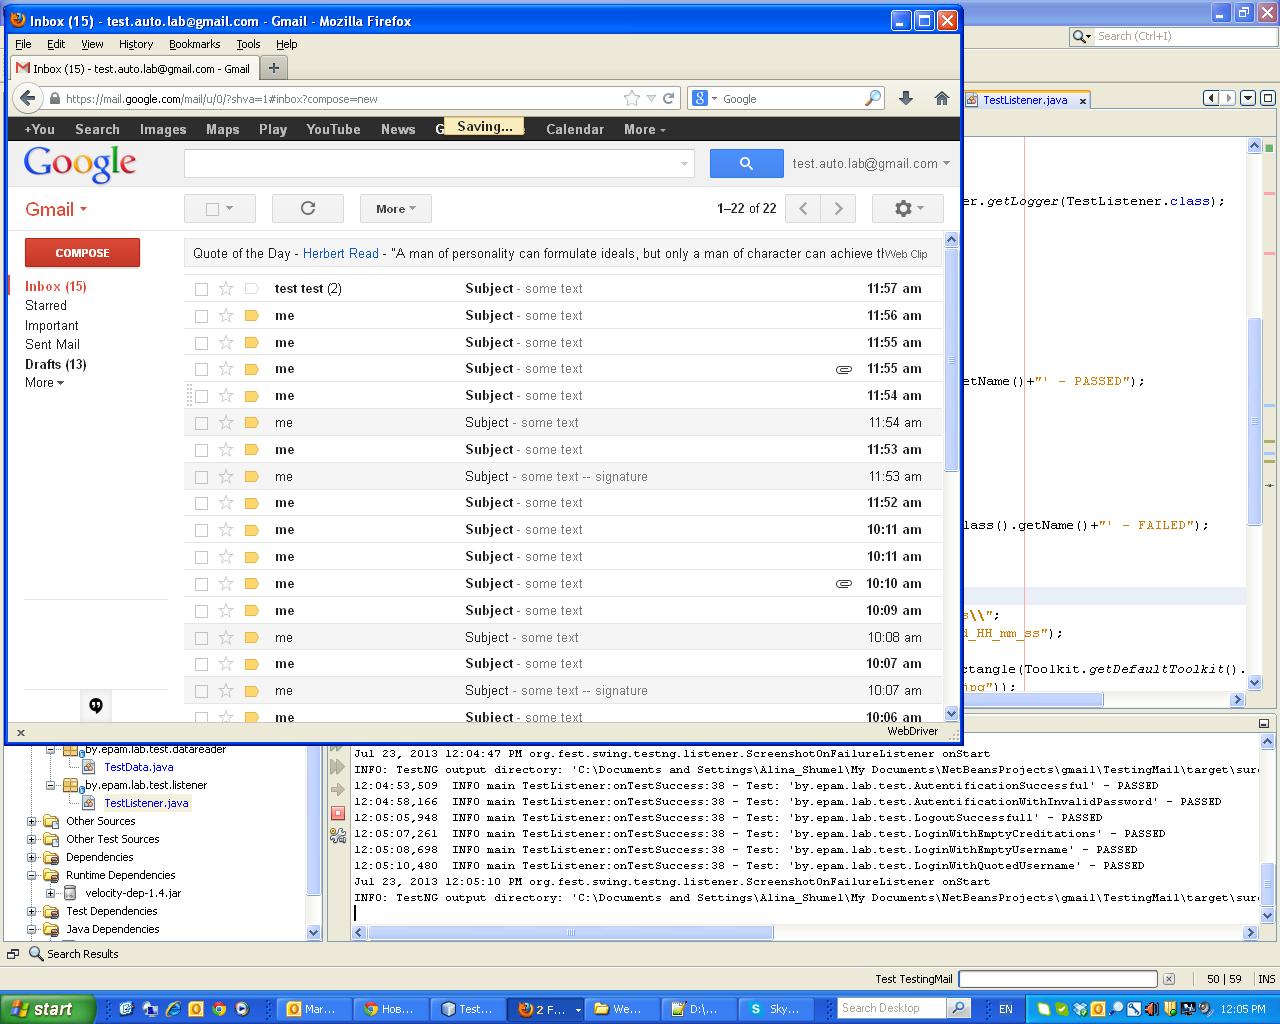 Inbox (15) - test.auto.lab@gmail.com - Gmail - Mozilla Firefox
File Edit View History Bookmarks Tools Help
Inbox (15) - test.auto.lab@gmail.com - Gmail
https://mail.google.com/mail/u/0/?shva=1#inbox?compose=new
Google
Search (Ctrl+I)
TestListener.java
+You Search Images Maps Play YouTube News Saving... Calendar More
Google
test.auto.lab@gmail.com
Gmail
More
1–22 of 22
COMPOSE
Inbox (15)
Starred
Important
Sent Mail
Drafts (13)
More
Quote of the Day - Herbert Read - "A man of personality can formulate ideals, but only a man of character can achieve th
Web Clip
test test (2) Subject - some text 11:57 am
me Subject - some text 11:56 am
me Subject - some text 11:55 am
me Subject - some text 11:55 am
me Subject - some text 11:54 am
me Subject - some text 11:54 am
me Subject - some text 11:53 am
me Subject - some text -- signature 11:53 am
me Subject - some text 11:52 am
me Subject - some text 10:11 am
me Subject - some text 10:11 am
me Subject - some text 10:10 am
me Subject - some text 10:09 am
me Subject - some text 10:08 am
me Subject - some text 10:07 am
me Subject - some text -- signature 10:07 am
me Subject - some text 10:06 am
WebDriver
er.getLogger(TestListener.class);
etName()+"' - PASSED");
lass().getName()+"' - FAILED");
s\\";
d_HH_mm_ss");
ctangle(Toolkit.getDefaultToolkit().
jpg"));
by.epam.lab.test.datareader
TestData.java
by.epam.lab.test.listener
TestListener.java
Other Sources
Other Test Sources
Dependencies
Runtime Dependencies
velocity-dep-1.4.jar
Test Dependencies
Java Dependencies
Jul 23, 2013 12:04:47 PM org.fest.swing.testng.listener.ScreenshotOnFailureListener onStart
INFO: TestNG output directory: 'C:\Documents and Settings\Alina_Shumel\My Documents\NetBeansProjects\gmail\TestingMail\target\sur
12:04:53,509 INFO main TestListener:onTestSuccess:38 - Test: 'by.epam.lab.test.AutentificationSuccessful' - PASSED
12:04:58,166 INFO main TestListener:onTestSuccess:38 - Test: 'by.epam.lab.test.AutentificationWithInvalidPassword' - PASSED
12:05:05,948 INFO main TestListener:onTestSuccess:38 - Test: 'by.epam.lab.test.LogoutSuccessfull' - PASSED
12:05:07,261 INFO main TestListener:onTestSuccess:38 - Test: 'by.epam.lab.test.LoginWithEmptyCreditations' - PASSED
12:05:08,698 INFO main TestListener:onTestSuccess:38 - Test: 'by.epam.lab.test.LoginWithEmptyUsername' - PASSED
12:05:10,480 INFO main TestListener:onTestSuccess:38 - Test: 'by.epam.lab.test.LoginWithQuotedUsername' - PASSED
Jul 23, 2013 12:05:10 PM org.fest.swing.testng.listener.ScreenshotOnFailureListener onStart
INFO: TestNG output directory: 'C:\Documents and Settings\Alina_Shumel\My Documents\NetBeansProjects\gmail\TestingMail\target\sur
Search Results
Test TestingMail
50 | 59 INS
start
Mar...
Нов...
Test...
2 F...
We...
D:\...
Sky...
Search Desktop
EN
12:05 PM